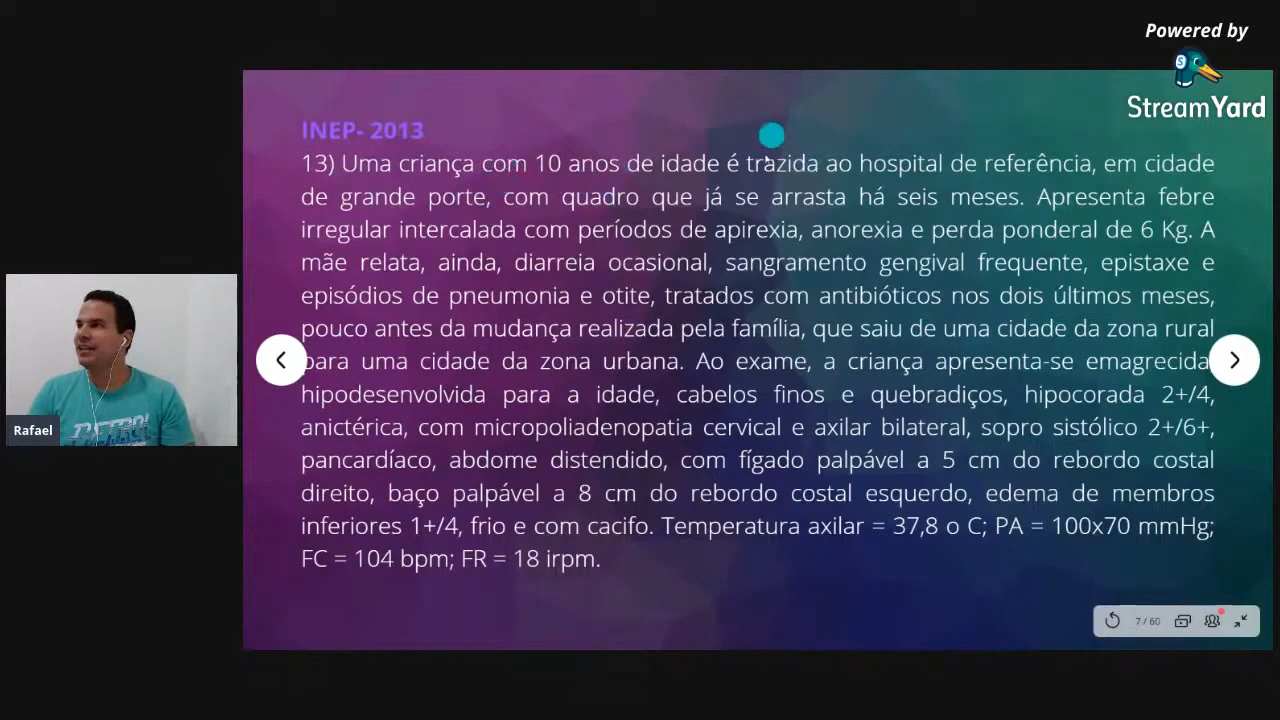 Powered by
StreamYard
INEP- 2013
13) Uma criança com 10 anos de idade é trazida ao hospital de referência, em cidade
de grande porte, com quadro que já se arrasta há seis meses. Apresenta febre
irregular intercalada com períodos de apirexia, anorexia e perda ponderal de 6 Kg. A
mãe relata, ainda, diarreia ocasional, sangramento gengival frequente, epistaxe e
episódios de pneumonia e otite, tratados com antibióticos nos dois últimos meses,
pouco antes da mudança realizada pela família, que saiu de uma cidade da zona rural
para uma cidade da zona urbana. Ao exame, a criança apresenta-se emagrecida,
hipodesenvolvida para a idade, cabelos finos e quebradiços, hipocorada 2+/4,
anictérica, com micropoliadenopatia cervical e axilar bilateral, sopro sistólico 2+/6+,
pancardíaco, abdome distendido, com fígado palpável a 5 cm do rebordo costal
direito, baço palpável a 8 cm do rebordo costal esquerdo, edema de membros
inferiores 1+/4, frio e com cacifo. Temperatura axilar = 37,8 o C; PA = 100x70 mmHg;
FC = 104 bpm; FR = 18 irpm.
Rafael
7 / 60